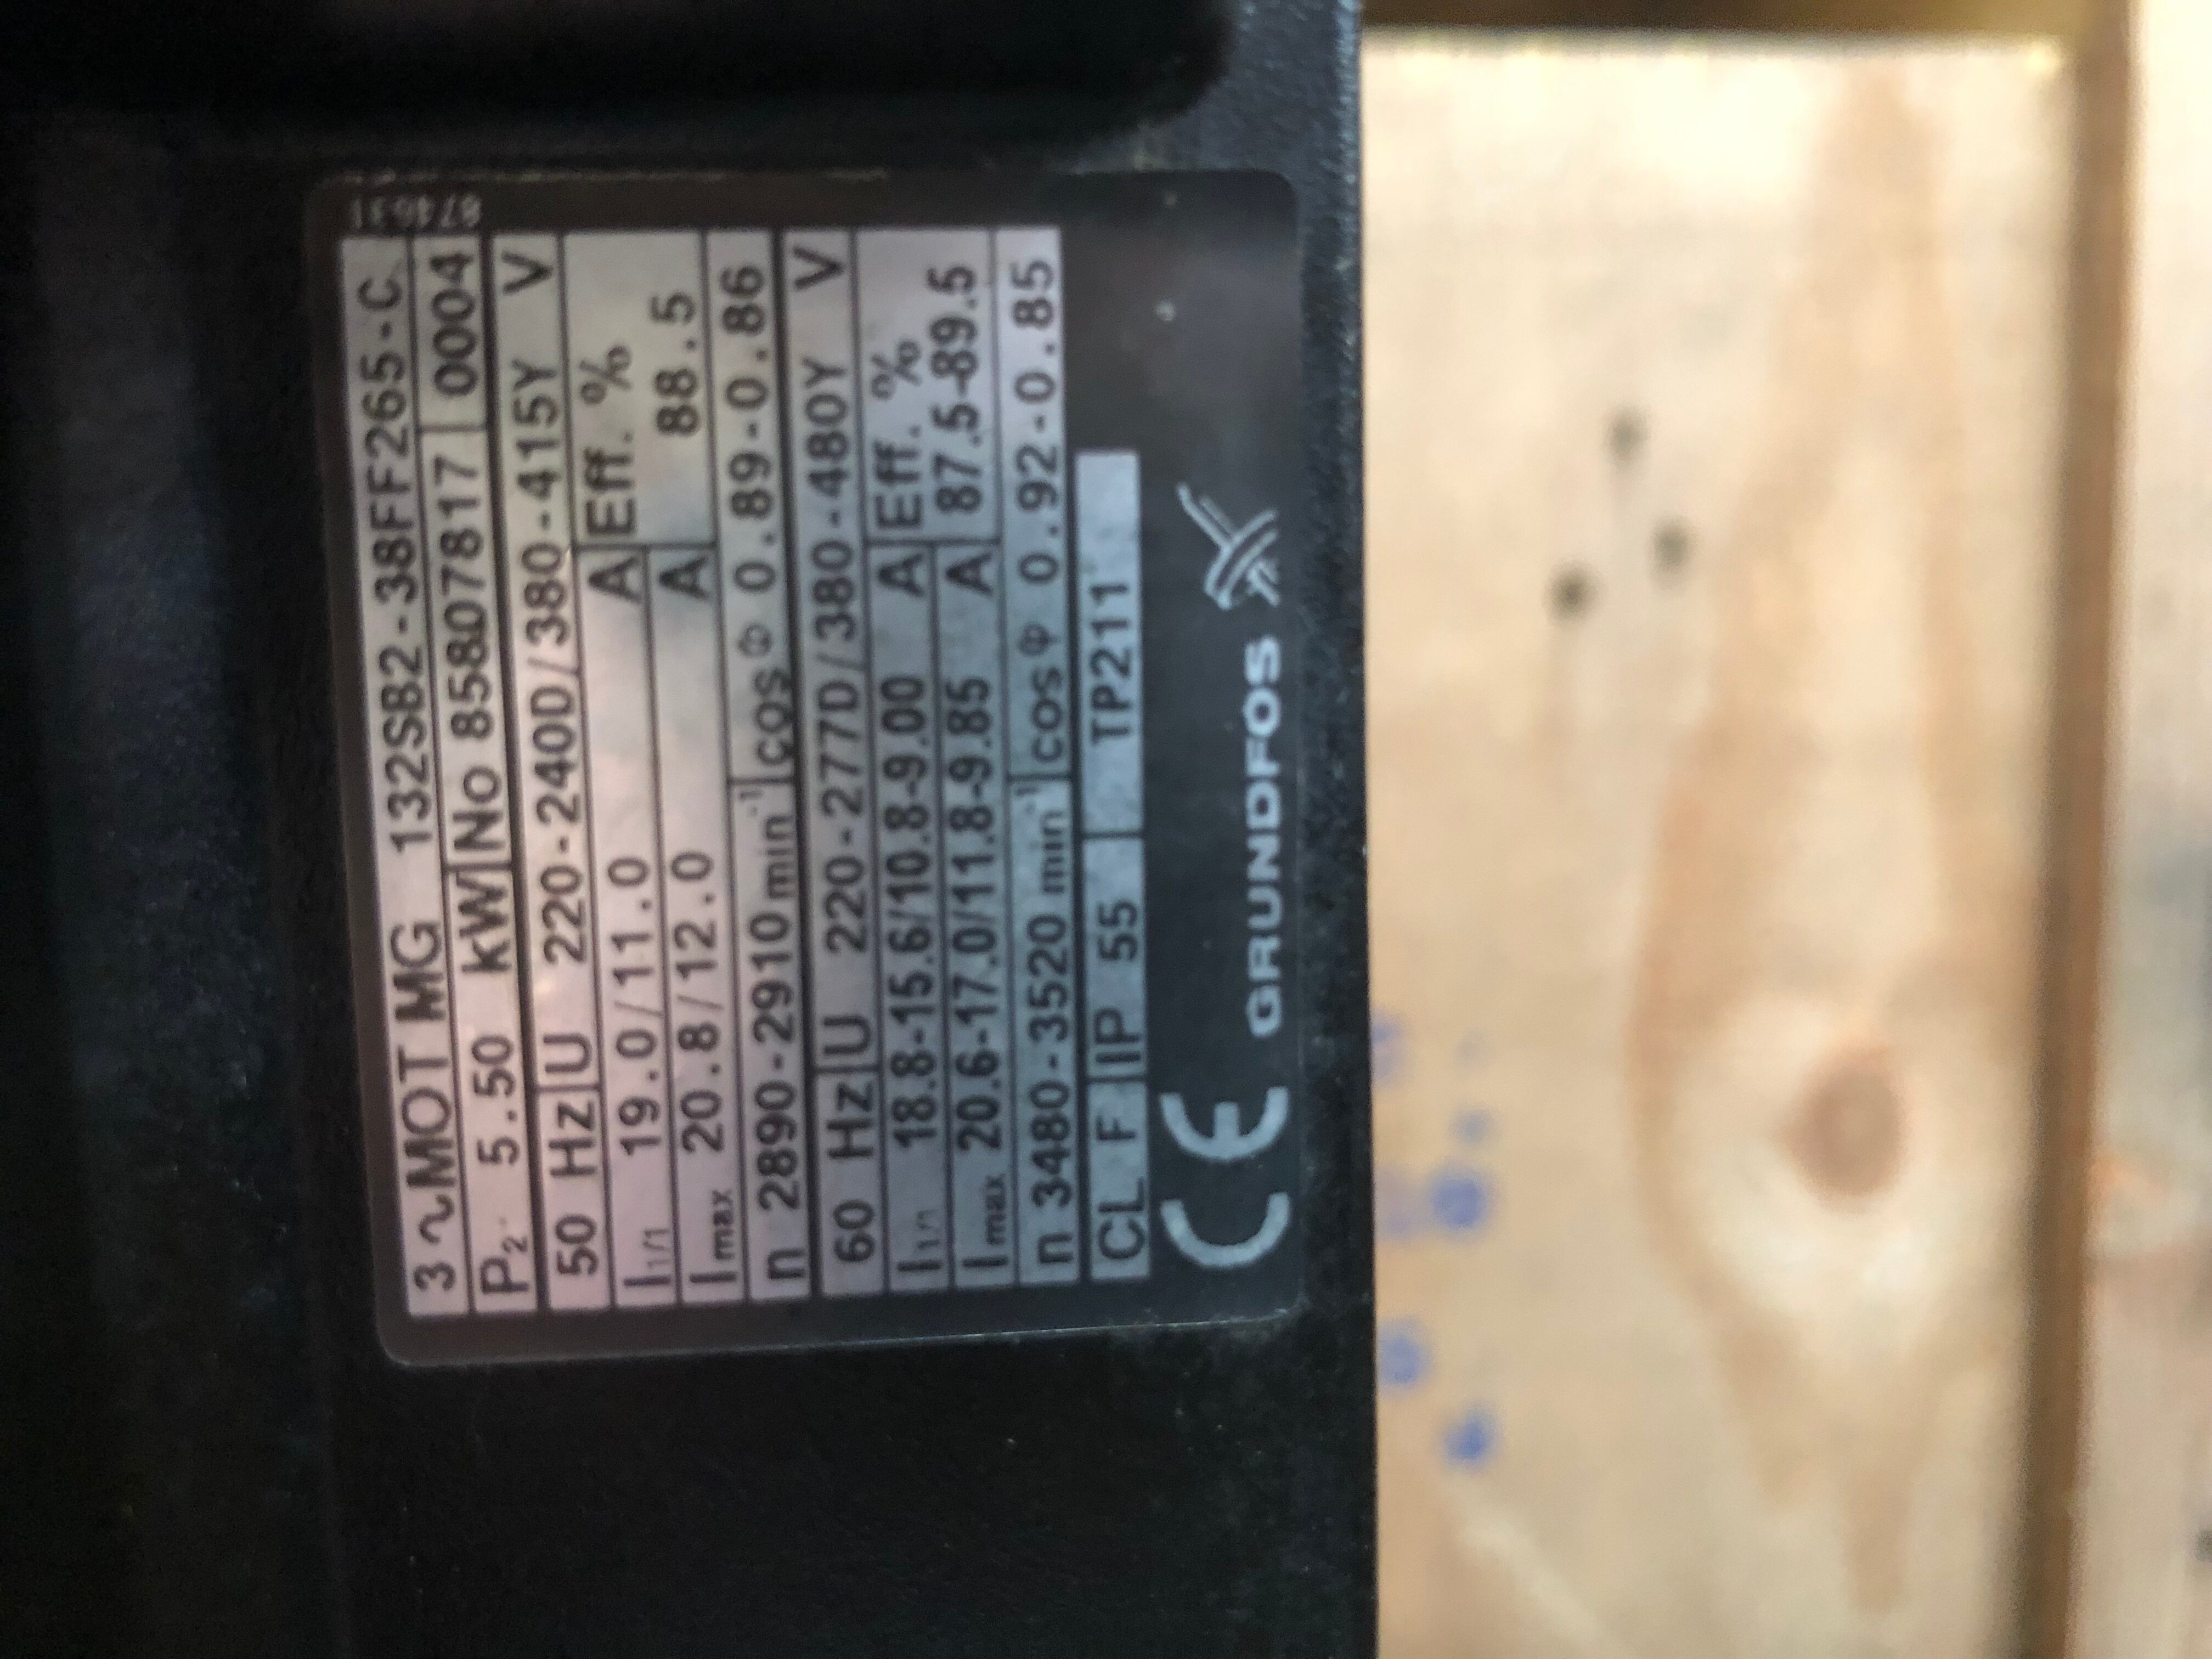 874631
3~MOT MG 132SB2-38FF265-C
P2 5.50 kW No 85807817 0004
50 Hz U 220-240D/380-415Y V
I1/1 19.0/11.0 A Eff. %
Imax 20.8/12.0 A 88.5
n 2890-2910 min-1 cosφ 0.89-0.86
60 Hz U 220-277D/380-480Y V
I1/1 18.8-15.6/10.8-9.00 A Eff. %
Imax 20.6-17.0/11.8-9.85 A 87.5-89.5
n 3480-3520 min-1 cosφ 0.92-0.85
CL F IP 55 TP211
CE GRUNDFOS